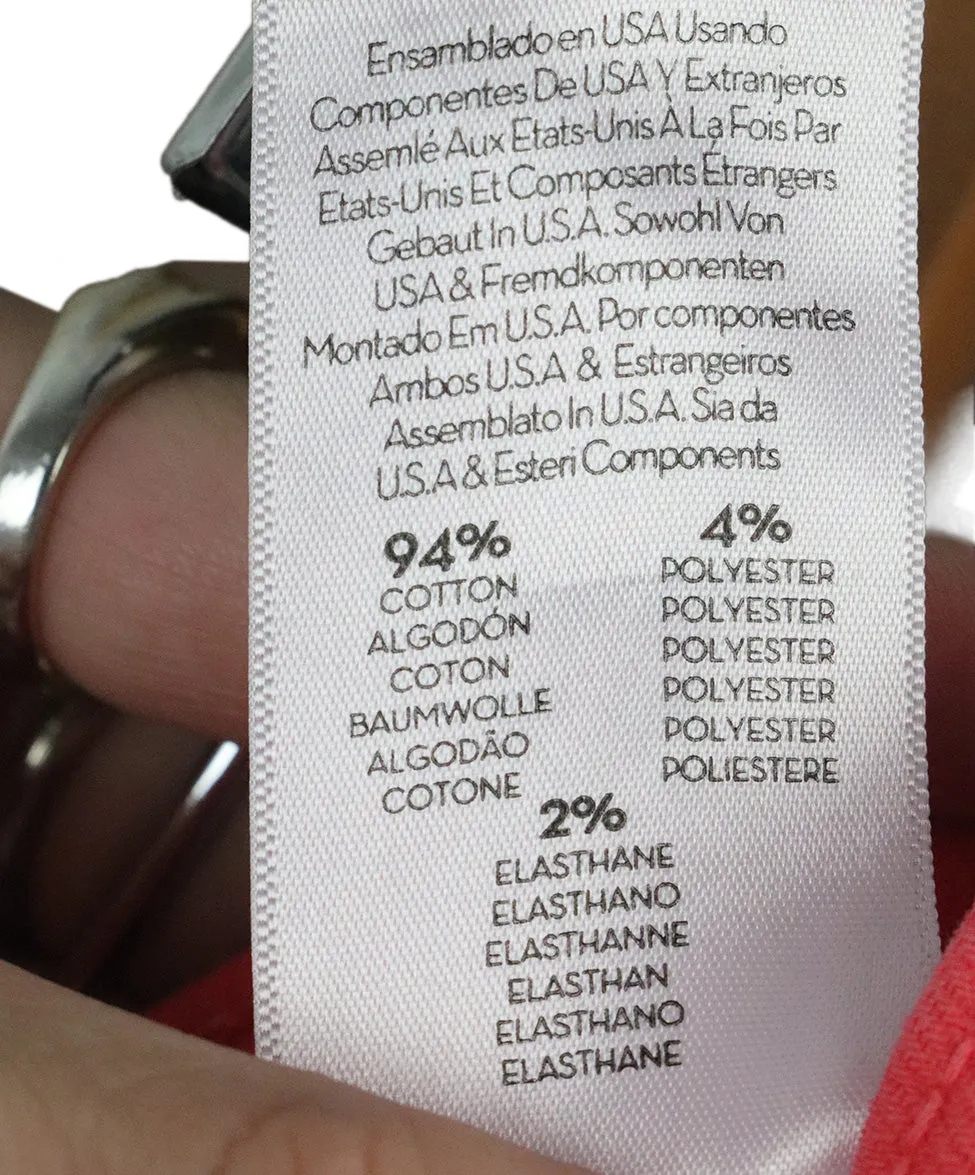 Ensamblado en USA Usando
Componentes De USA Y Extranjeros
Assemlé Aux Etats-Unis À La Fois Par
Etats-Unis Et Composants Étrangers
Gebaut In U.S.A. Sowohl Von
USA & Fremdkomponenten
Montado Em U.S.A. Por componentes
Ambos U.S.A & Estrangeiros
Assemblato In U.S.A. Sia da
U.S.A & Esteri Components
94%
COTTON
ALGODÓN
COTON
BAUMWOLLE
ALGODÃO
COTONE
4%
POLYESTER
POLYESTER
POLYESTER
POLYESTER
POLYESTER
POLIESTERE
2%
ELASTHANE
ELASTHANO
ELASTHANNE
ELASTHAN
ELASTHANO
ELASTHANE